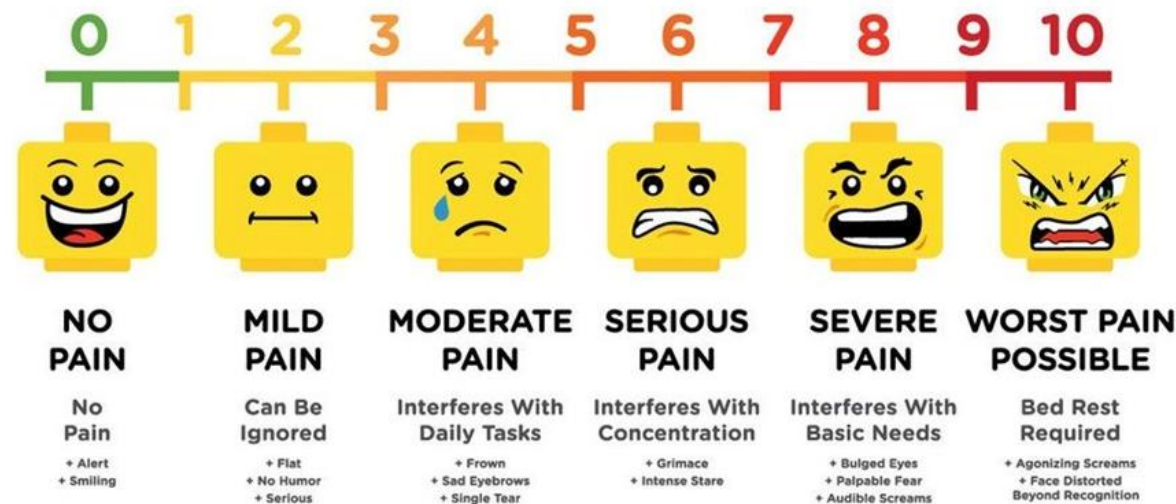 0 1 2 3 4 5 6 7 8 9 10
NO
PAIN
No
Pain
+ Alert
+ Smiling
MILD
PAIN
Can Be
Ignored
+ Flat
+ No Humor
+ Serious
MODERATE
PAIN
Interferes With
Daily Tasks
+ Frown
+ Sad Eyebrows
+ Single Tear
SERIOUS
PAIN
Interferes With
Concentration
+ Grimace
+ Intense Stare
SEVERE
PAIN
Interferes With
Basic Needs
+ Bulged Eyes
+ Palpable Fear
+ Audible Screams
WORST PAIN
POSSIBLE
Bed Rest
Required
+ Agonizing Screams
+ Face Distorted
Beyond Recognition